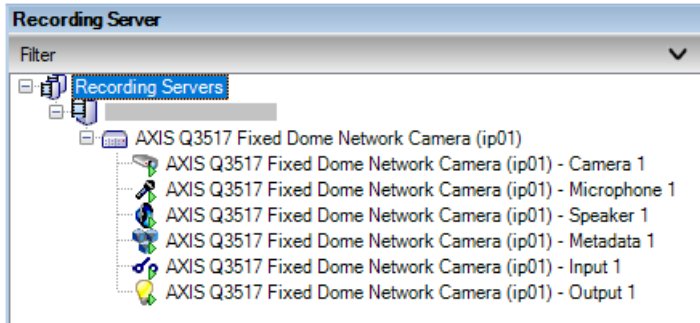 Recording Server
Filter
Recording Servers
AXIS Q3517 Fixed Dome Network Camera (ip01)
AXIS Q3517 Fixed Dome Network Camera (ip01) - Camera 1
AXIS Q3517 Fixed Dome Network Camera (ip01) - Microphone 1
AXIS Q3517 Fixed Dome Network Camera (ip01) - Speaker 1
AXIS Q3517 Fixed Dome Network Camera (ip01) - Metadata 1
AXIS Q3517 Fixed Dome Network Camera (ip01) - Input 1
AXIS Q3517 Fixed Dome Network Camera (ip01) - Output 1